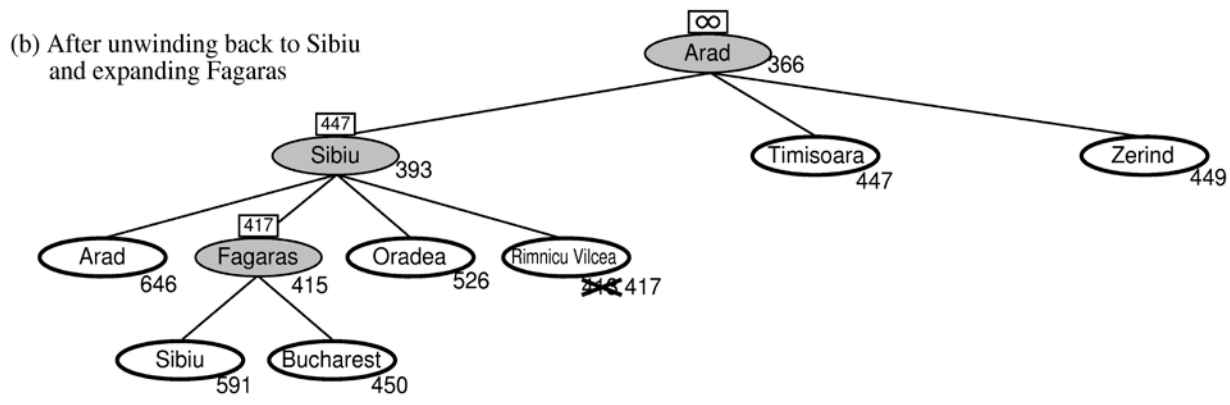 (b) After unwinding back to Sibiu
and expanding Fagaras
∞
Arad
366
447
Sibiu
393
Timisoara
447
Zerind
449
Arad
646
417
Fagaras
415
Oradea
526
Rimnicu Vilcea
413 417
Sibiu
591
Bucharest
450